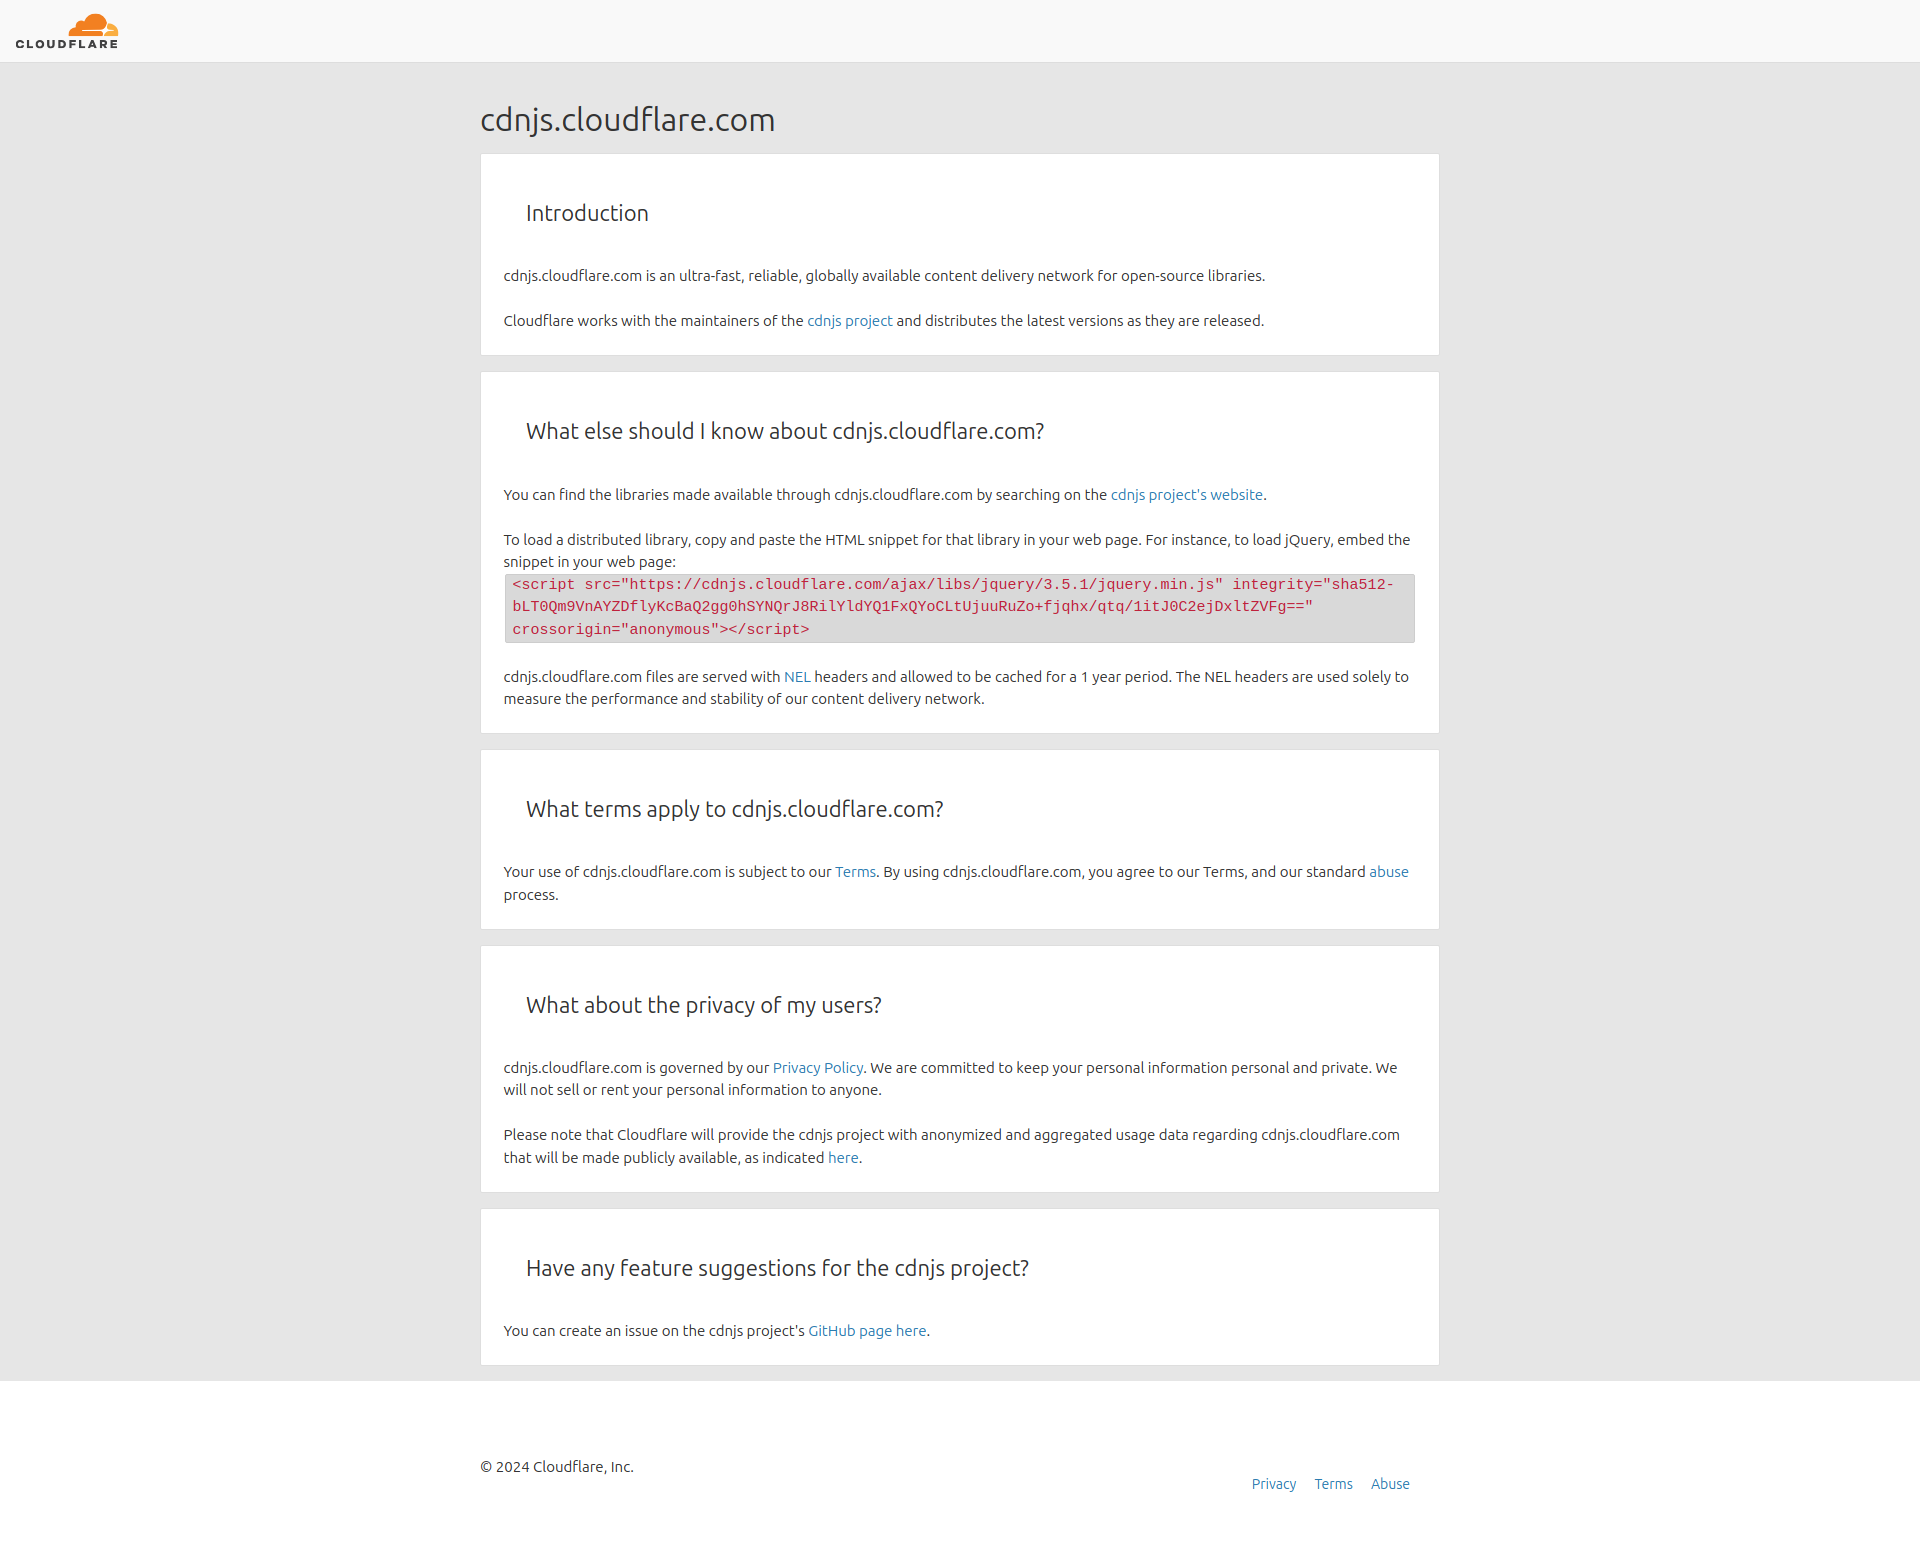 CLOUDFLARE
cdnjs.cloudflare.com
Introduction
cdnjs.cloudflare.com is an ultra-fast, reliable, globally available content delivery network for open-source libraries.
Cloudflare works with the maintainers of the cdnjs project and distributes the latest versions as they are released.
What else should I know about cdnjs.cloudflare.com?
You can find the libraries made available through cdnjs.cloudflare.com by searching on the cdnjs project's website.
To load a distributed library, copy and paste the HTML snippet for that library in your web page. For instance, to load jQuery, embed the
snippet in your web page:
<script src="https://cdnjs.cloudflare.com/ajax/libs/jquery/3.5.1/jquery.min.js" integrity="sha512-
bLT0Qm9VnAYZDflyKcBaQ2gg0hSYNQrJ8RilYldYQ1FxQYoCLtUjuuRuZo+fjqhx/qtq/1itJ0C2ejDxltZVFg=="
crossorigin="anonymous"></script>
cdnjs.cloudflare.com files are served with NEL headers and allowed to be cached for a 1 year period. The NEL headers are used solely to
measure the performance and stability of our content delivery network.
What terms apply to cdnjs.cloudflare.com?
Your use of cdnjs.cloudflare.com is subject to our Terms. By using cdnjs.cloudflare.com, you agree to our Terms, and our standard abuse
process.
What about the privacy of my users?
cdnjs.cloudflare.com is governed by our Privacy Policy. We are committed to keep your personal information personal and private. We
will not sell or rent your personal information to anyone.
Please note that Cloudflare will provide the cdnjs project with anonymized and aggregated usage data regarding cdnjs.cloudflare.com
that will be made publicly available, as indicated here.
Have any feature suggestions for the cdnjs project?
You can create an issue on the cdnjs project's GitHub page here.
© 2024 Cloudflare, Inc.
Privacy Terms Abuse